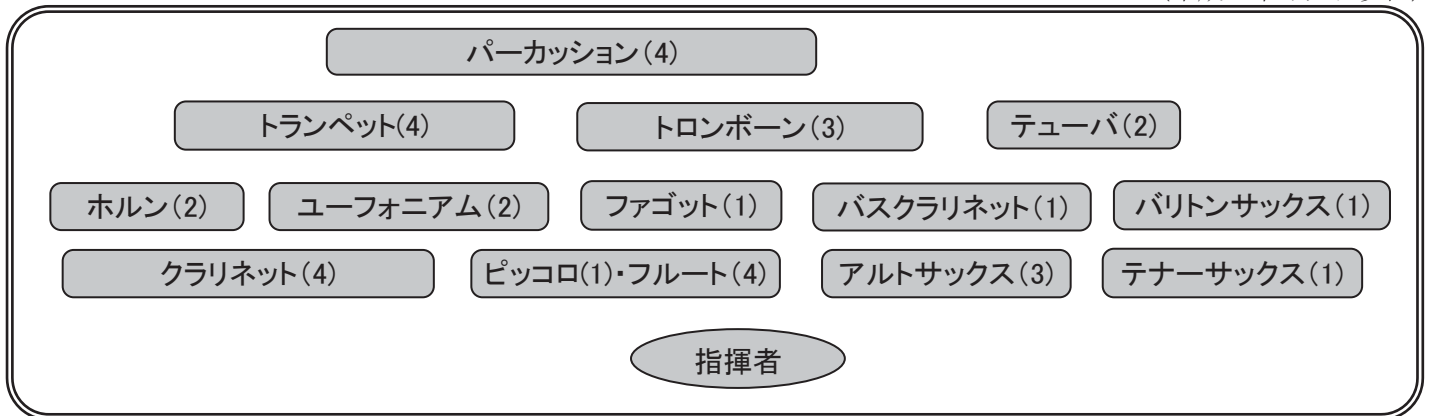 パーカッション(4)
トランペット(4) トロンボーン(3) テューバ(2)
ホルン(2) ユーフォニアム(2) ファゴット(1) バスクラリネット(1) バリトンサックス(1)
クラリネット(4) ピッコロ(1)・フルート(4) アルトサックス(3) テナーサックス(1)
指揮者